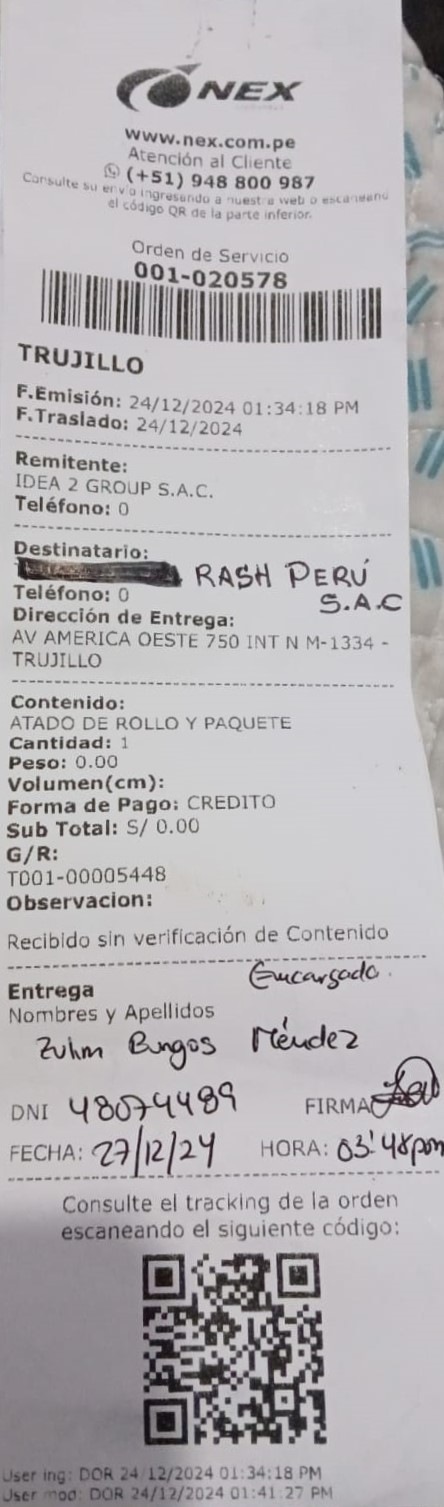 NEX
www.nex.com.pe
Atención al Cliente
(+51) 948 800 987
Consulte su envío ingresando a nuestra web o escaneand
el código QR de la parte inferior.
Orden de Servicio
001-020578
TRUJILLO
F.Emisión: 24/12/2024 01:34:18 PM
F.Traslado: 24/12/2024
Remitente:
IDEA 2 GROUP S.A.C.
Teléfono: 0
Destinatario:
RASH PERÚ
S.A.C
Teléfono: 0
Dirección de Entrega:
AV AMERICA OESTE 750 INT N M-1334 -
TRUJILLO
Contenido:
ATADO DE ROLLO Y PAQUETE
Cantidad: 1
Peso: 0.00
Volumen(cm):
Forma de Pago: CREDITO
Sub Total: S/ 0.00
G/R:
T001-00005448
Observacion:
Recibido sin verificación de Contenido
Encargado.
Entrega
Nombres y Apellidos
Burgos Méndez
DNI 48074489 FIRMA
FECHA: 27/12/24 HORA: 03:48pm
Consulte el tracking de la orden
escaneando el siguiente código:
User ing: DOR 24/12/2024 01:34:18 PM
User mod: DOR 24/12/2024 01:41:27 PM